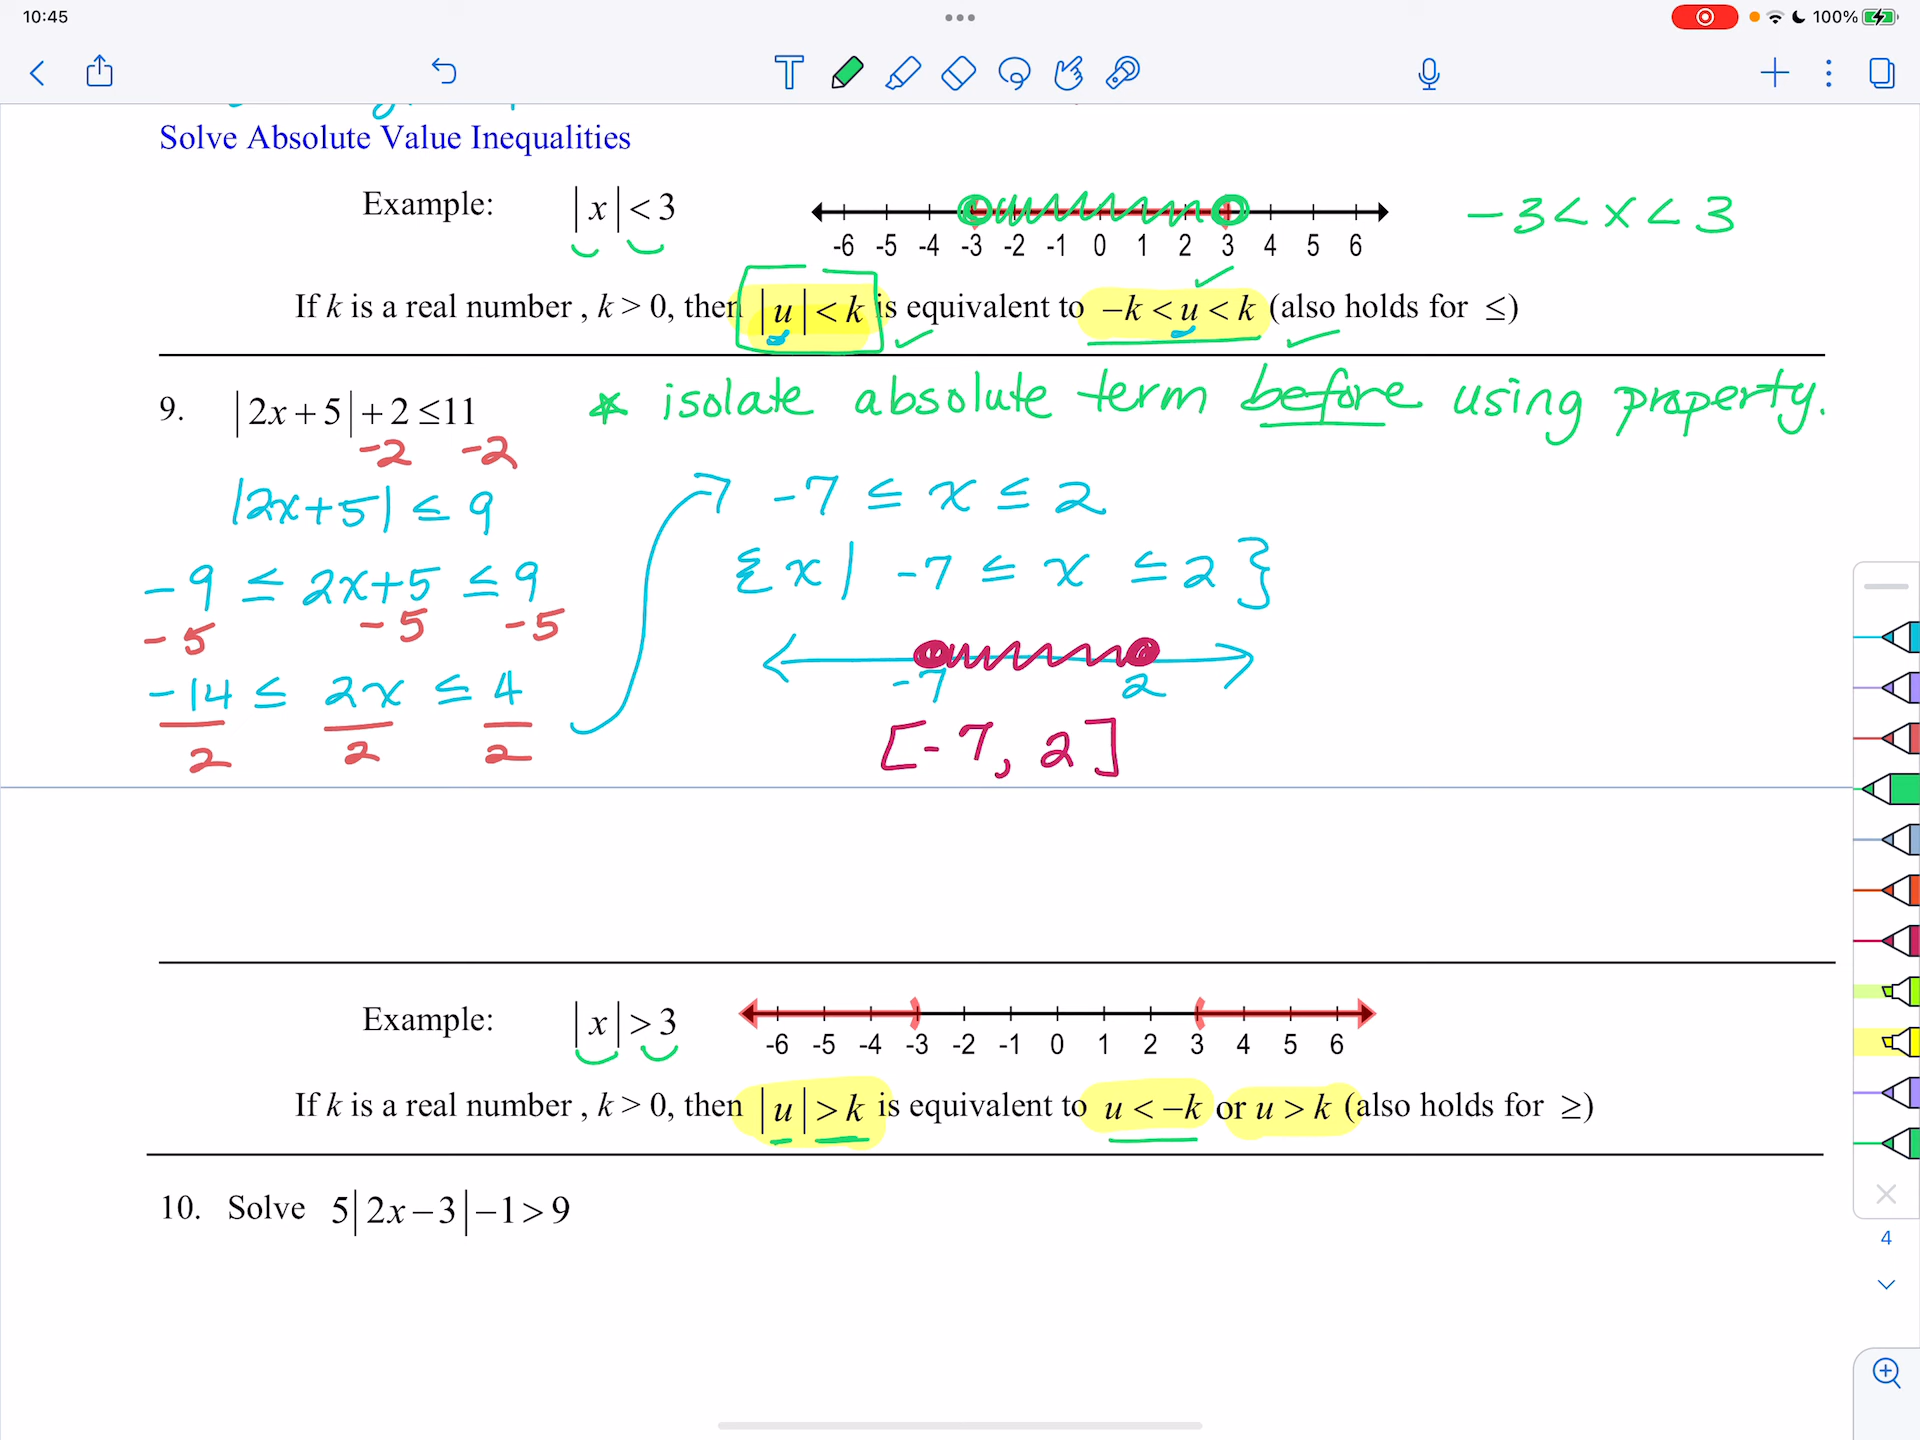 10:45 100%
Solve Absolute Value Inequalities
Example: |x| < 3 -6 -5 -4 -3 -2 -1 0 1 2 3 4 5 6 -3 < x < 3
If k is a real number , k > 0, then |u| < k is equivalent to −k < u < k (also holds for ≤)
9. |2x + 5| + 2 ≤ 11 * isolate absolute term before using property.
-2 -2
|2x+5| ≤ 9
-9 ≤ 2x+5 ≤ 9
-5 -5 -5
-14 ≤ 2x ≤ 4
2 2 2
-7 ≤ x ≤ 2
{x | -7 ≤ x ≤ 2}
-7 2
[-7, 2]
Example: |x| > 3 -6 -5 -4 -3 -2 -1 0 1 2 3 4 5 6
If k is a real number , k > 0, then |u| > k is equivalent to u < −k or u > k (also holds for ≥)
10. Solve 5|2x − 3| − 1 > 9
4